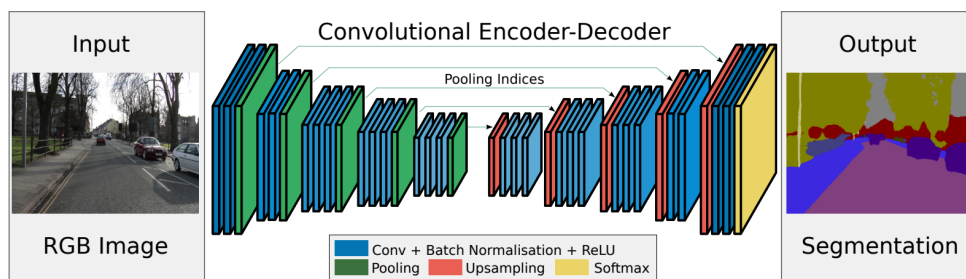 Input
RGB Image
Convolutional Encoder-Decoder
Pooling Indices
Conv + Batch Normalisation + ReLU
Pooling
Upsampling
Softmax
Output
Segmentation